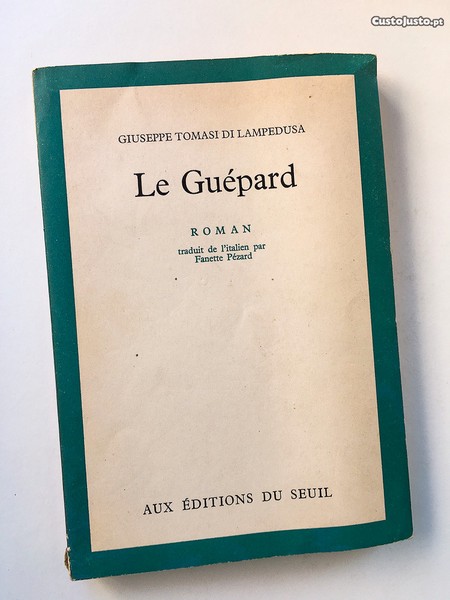 CustoJusto.pt
GIUSEPPE TOMASI DI LAMPEDUSA
Le Guépard
ROMAN
traduit de l'italien par
Fanette Pézard
AUX ÉDITIONS DU SEUIL